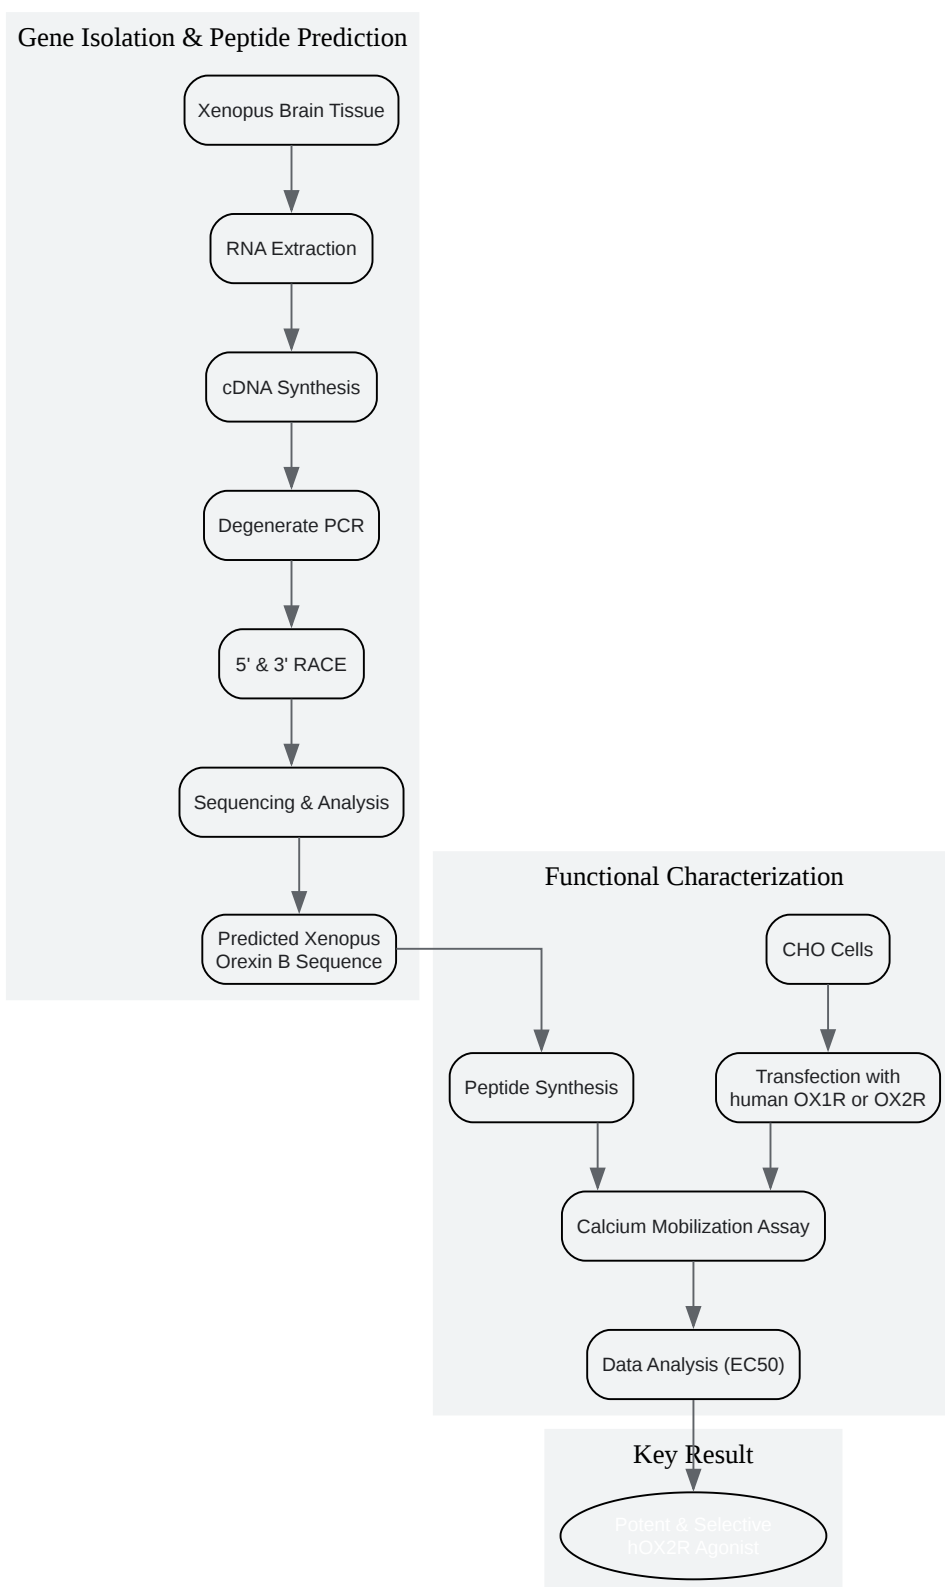 Gene Isolation & Peptide Prediction
Xenopus Brain Tissue
RNA Extraction
cDNA Synthesis
Degenerate PCR
5' & 3' RACE
Sequencing & Analysis
Predicted Xenopus
Orexin B Sequence
Functional Characterization
CHO Cells
Peptide Synthesis
Transfection with
human OX1R or OX2R
Calcium Mobilization Assay
Data Analysis (EC50)
Key Result
Potent & Selective
hOX2R Agonist